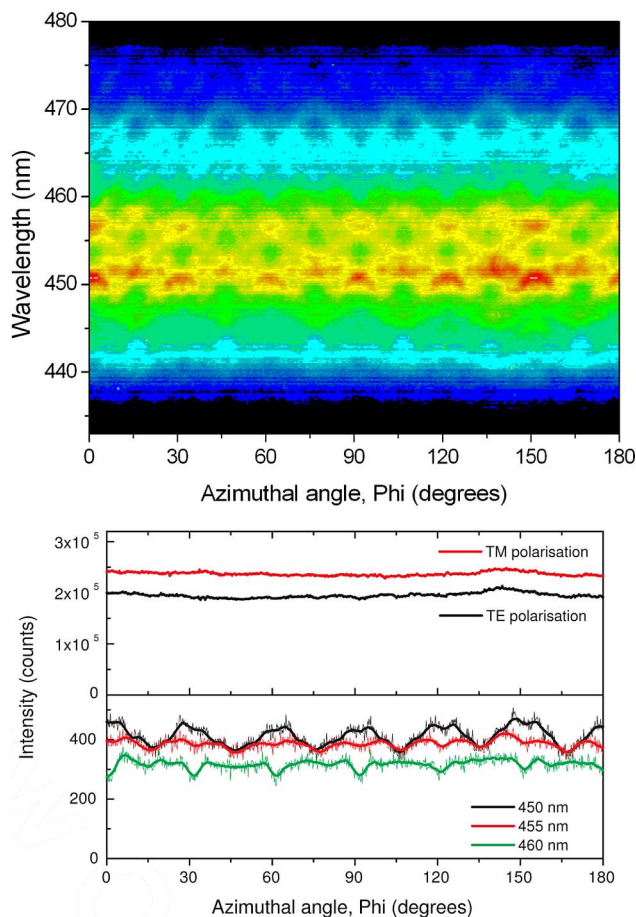 480
470
460
450
440
Wavelength (nm)
0 30 60 90 120 150 180
Azimuthal angle, Phi (degrees)
3x10 5
2x10 5
1x10 5
0
TM polarisation
TE polarisation
Intensity (counts)
400
200
0
450 nm
455 nm
460 nm
0 30 60 90 120 150 180
Azimuthal angle, Phi (degrees)